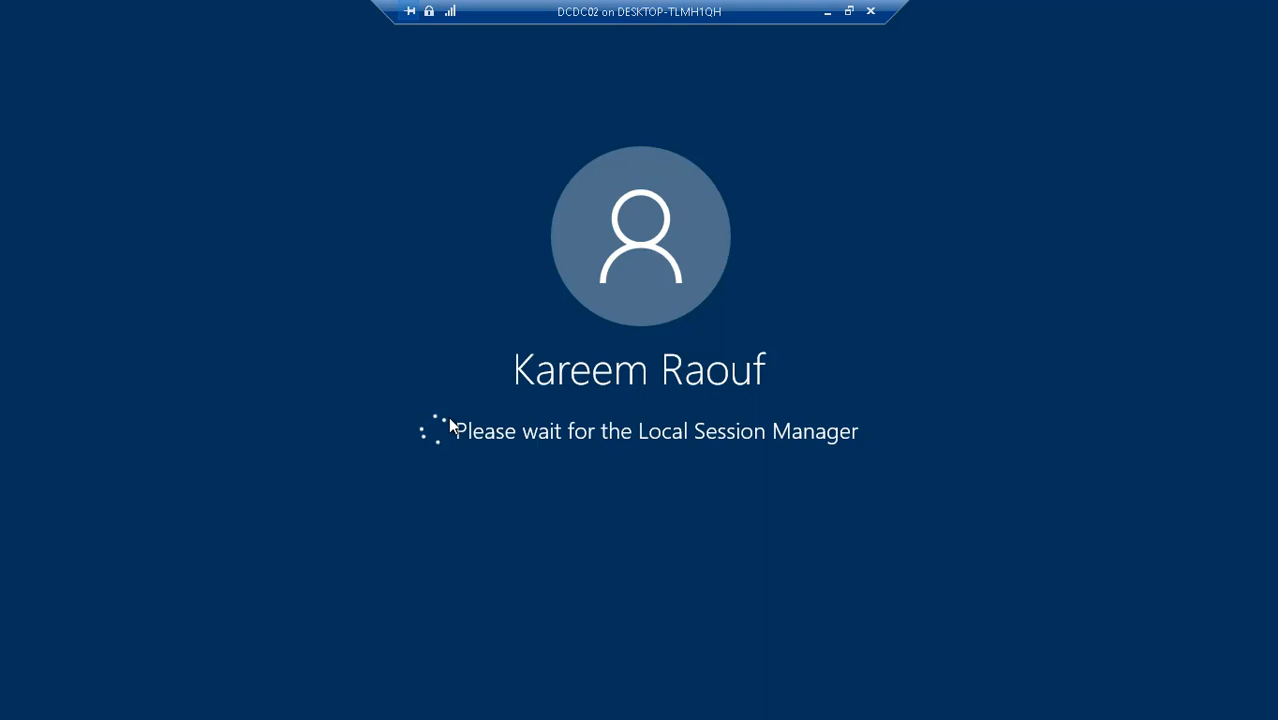 DCDC02 on DESKTOP-TLMH1QH
Kareem Raouf
Please wait for the Local Session Manager